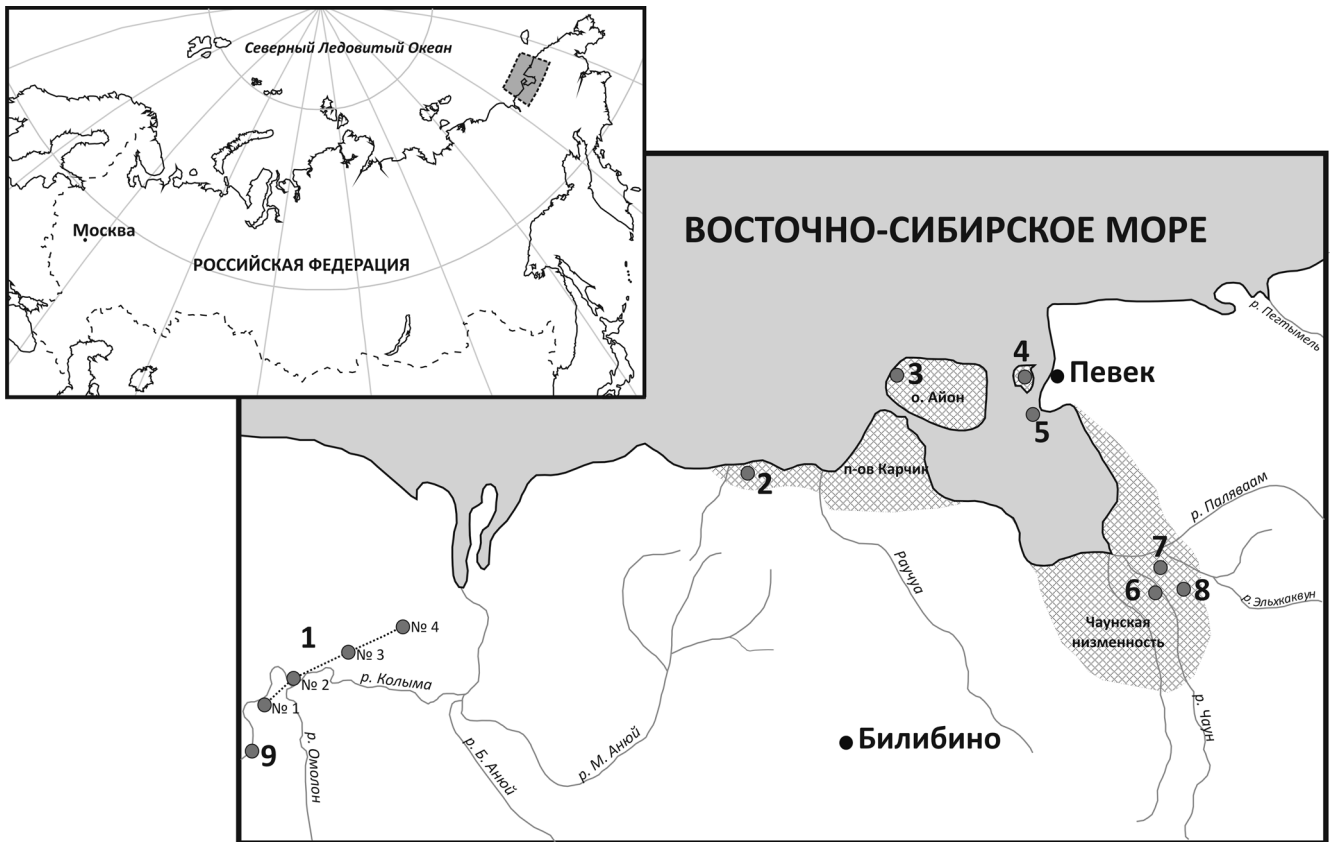 Северный Ледовитый Океан
Москва
РОССИЙСКАЯ ФЕДЕРАЦИЯ
ВОСТОЧНО-СИБИРСКОЕ МОРЕ
р. Пегтымель
4
Певек
3
о. Айон
5
п-ов Карчик
2
р. Паляваам
7
6
8
р. Эльхкаквун
Раучуа
Чаунская
низменность
1
№ 4
№ 3
№ 2
р. Колыма
№ 1
9
р. Омолон
р. Б. Анюй
р. М. Анюй
Билибино
р. Чаун